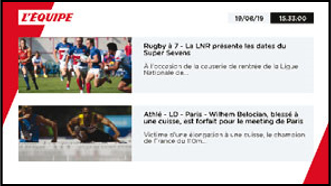 L'ÉQUIPE
19/08/19 15:33:00
Rugby à 7 - La LNR présente les dates du
Super Sevens
À l'occasion de la causerie de rentrée de la Ligue
Nationale de...
Athlé - LD - Paris - Wilhem Belocian, blessé à
une cuisse, est forfait pour le meeting de Paris
Victime d'une élongation à une cuisse, le champion
de France du 110m...